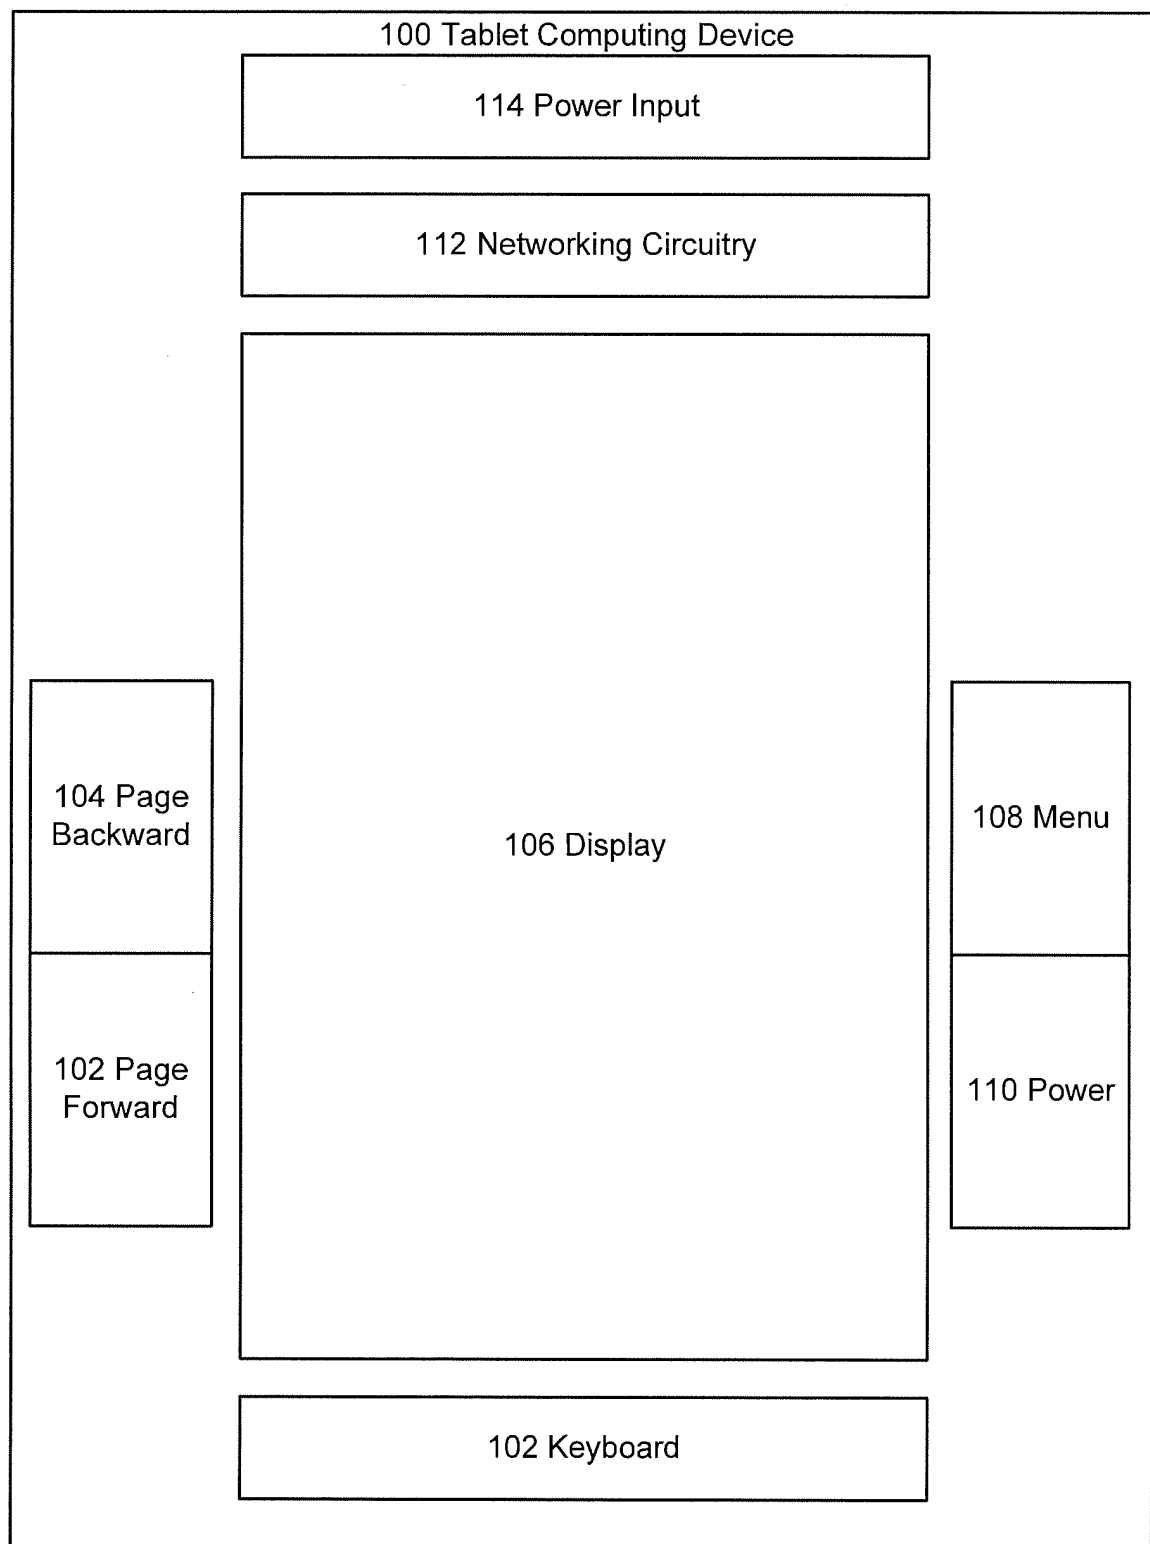 100 Tablet Computing Device
114 Power Input
112 Networking Circuitry
104 Page
Backward
106 Display
108 Menu
102 Page
Forward
110 Power
102 Keyboard